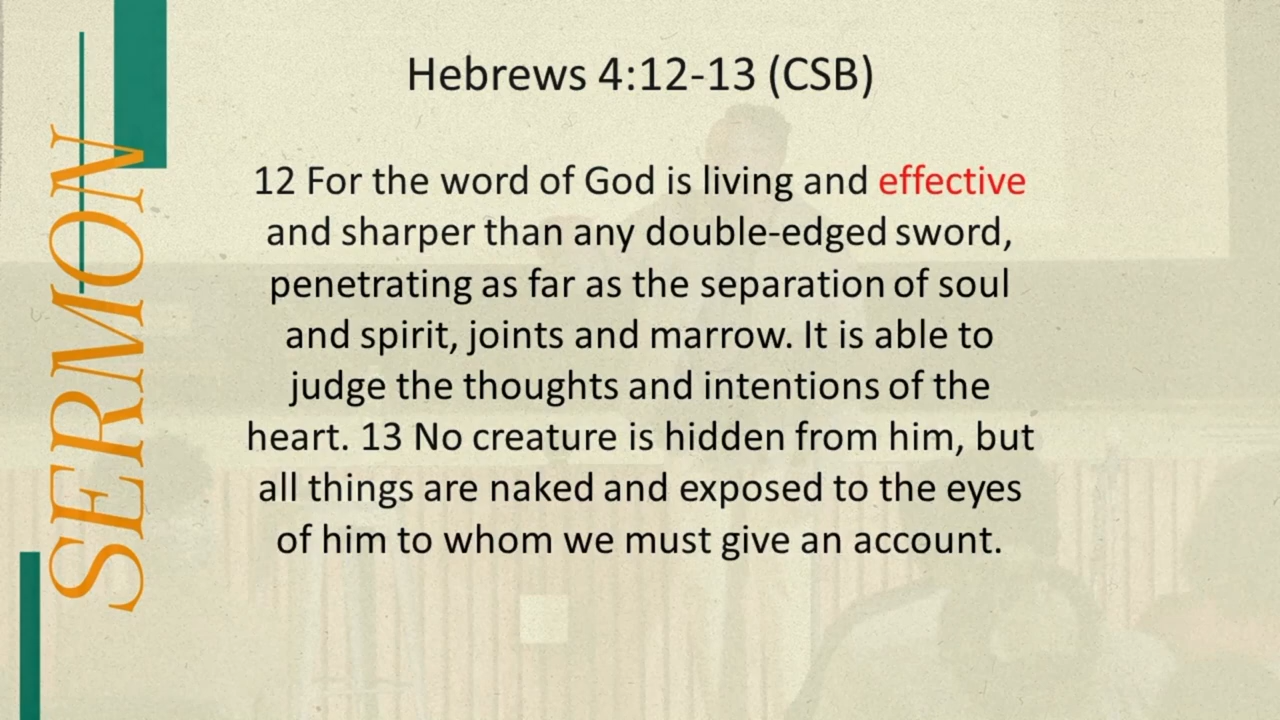 SERMON
Hebrews 4:12-13 (CSB)
12 For the word of God is living and effective
and sharper than any double-edged sword,
penetrating as far as the separation of soul
and spirit, joints and marrow. It is able to
judge the thoughts and intentions of the
heart. 13 No creature is hidden from him, but
all things are naked and exposed to the eyes
of him to whom we must give an account.